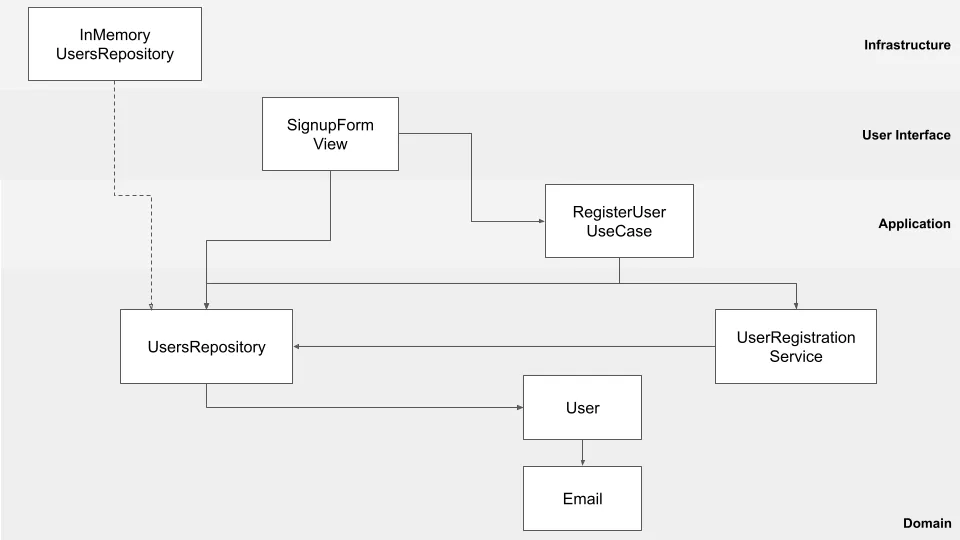 InMemory
UsersRepository
Infrastructure
SignupForm
View
User Interface
RegisterUser
UseCase
Application
UsersRepository
UserRegistration
Service
User
Email
Domain